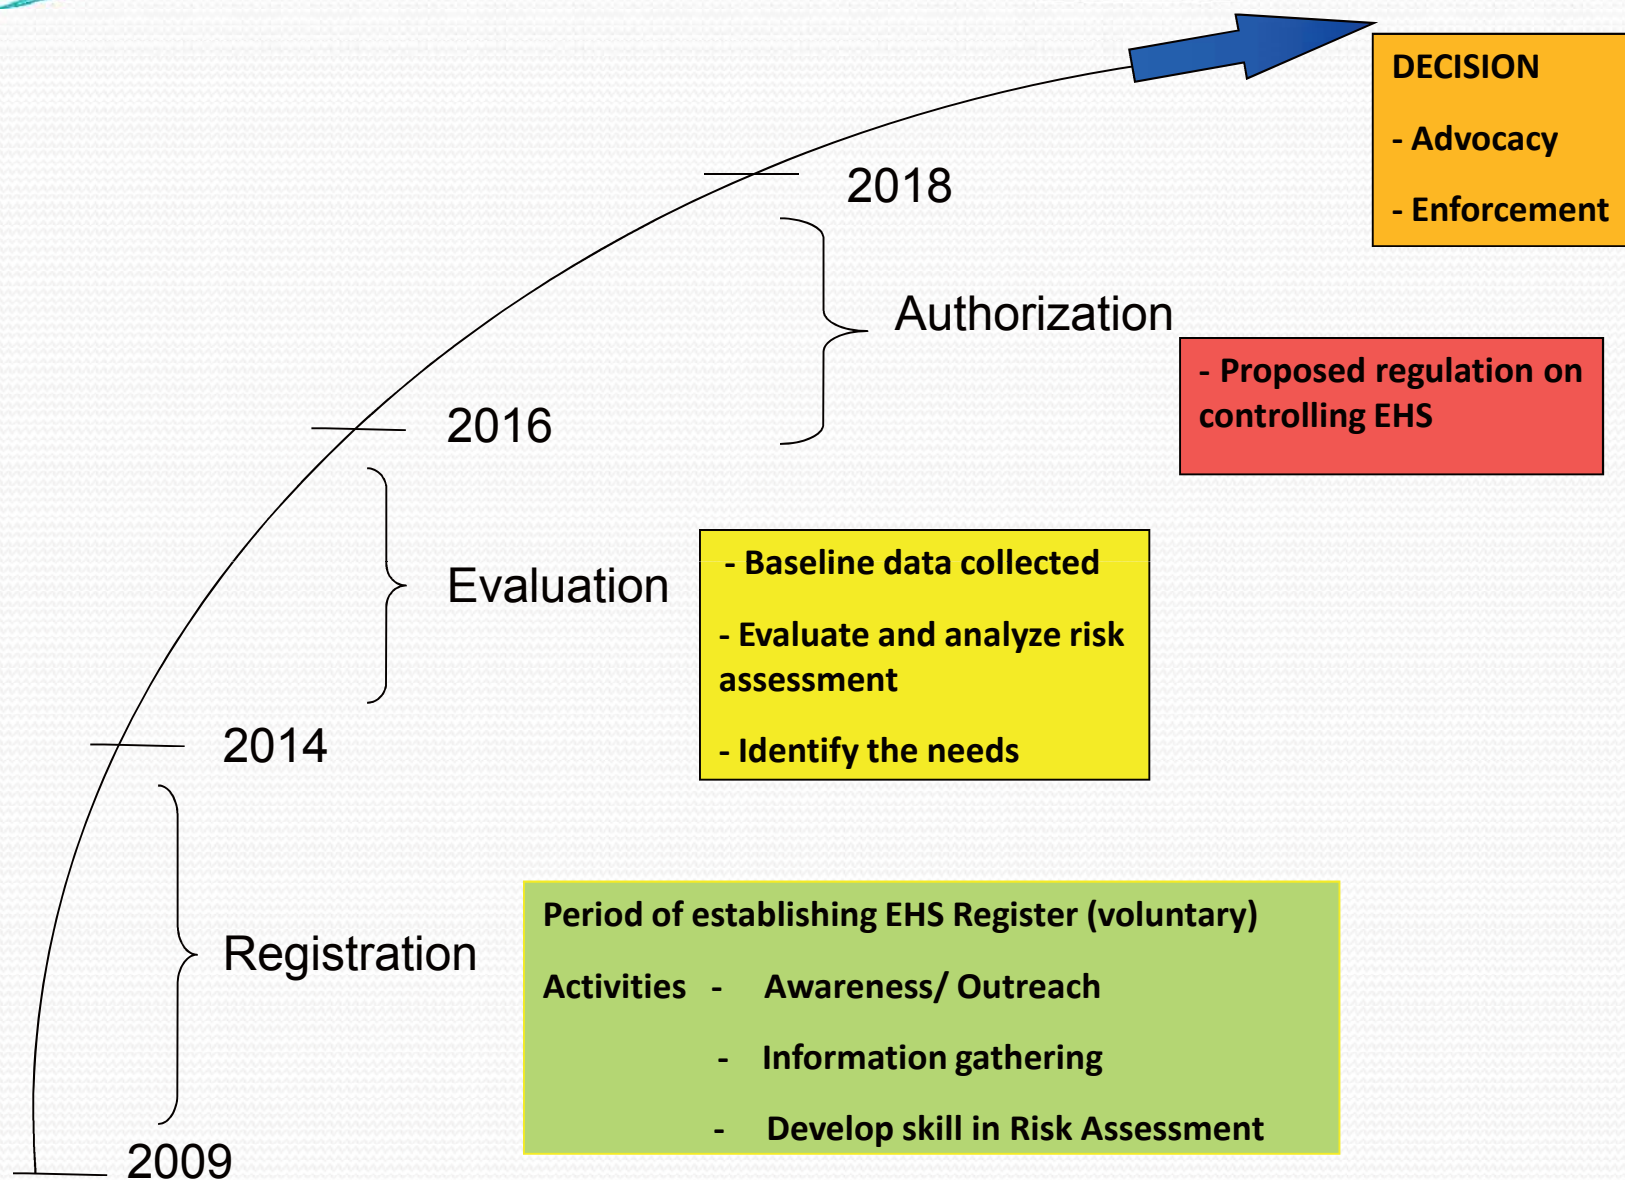 DECISION
- Advocacy
- Enforcement
2018
Authorization
- Proposed regulation on
controlling EHS
2016
Evaluation
- Baseline data collected
- Evaluate and analyze risk
assessment
- Identify the needs
2014
Registration
Period of establishing EHS Register (voluntary)
Activities - Awareness/ Outreach
- Information gathering
- Develop skill in Risk Assessment
2009